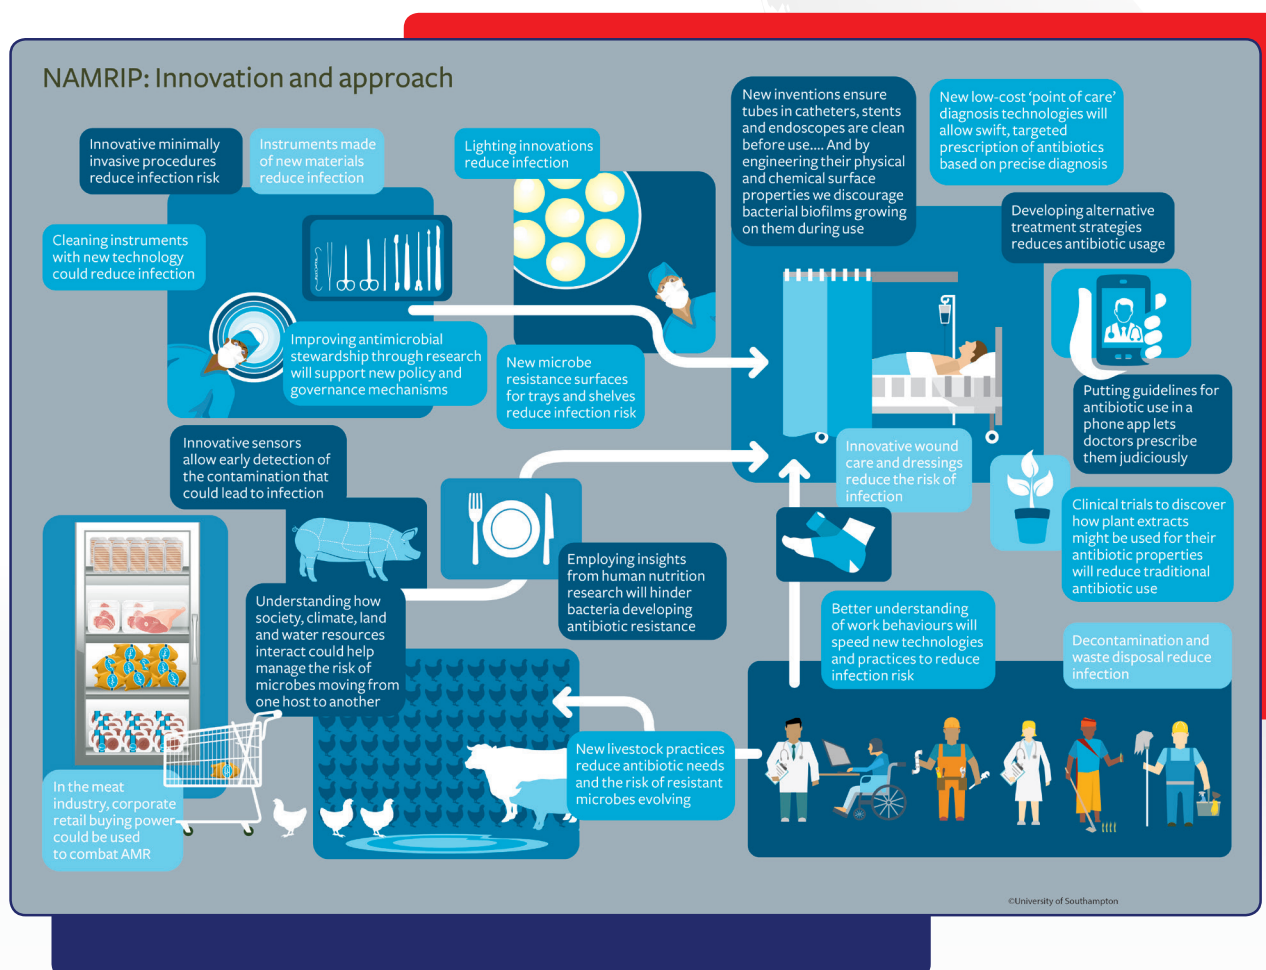 NAMRIP: Innovation and approach
Innovative minimally
invasive procedures
reduce infection risk
Instruments made
of new materials
reduce infection
Cleaning instruments
with new technology
could reduce infection
Improving antimicrobial
stewardship through research
will support new policy and
governance mechanisms
Lighting innovations
reduce infection
New microbe
resistance surfaces
for trays and shelves
reduce infection risk
New inventions ensure
tubes in catheters, stents
and endoscopes are clean
before use.... And by
engineering their physical
and chemical surface
properties we discourage
bacterial biofilms growing
on them during use
New low-cost ‘point of care’
diagnosis technologies will
allow swift, targeted
prescription of antibiotics
based on precise diagnosis
Developing alternative
treatment strategies
reduces antibiotic usage
Putting guidelines for
antibiotic use in a
phone app lets
doctors prescribe
them judiciously
Innovative wound
care and dressings
reduce the risk of
infection
Clinical trials to discover
how plant extracts
might be used for their
antibiotic properties
will reduce traditional
antibiotic use
Innovative sensors
allow early detection of
the contamination that
could lead to infection
Employing insights
from human nutrition
research will hinder
bacteria developing
antibiotic resistance
Understanding how
society, climate, land
and water resources
interact could help
manage the risk of
microbes moving from
one host to another
Better understanding
of work behaviours will
speed new technologies
and practices to reduce
infection risk
Decontamination and
waste disposal reduce
infection
New livestock practices
reduce antibiotic needs
and the risk of resistant
microbes evolving
In the meat
industry, corporate
retail buying power
could be used
to combat AMR
©University of Southampton